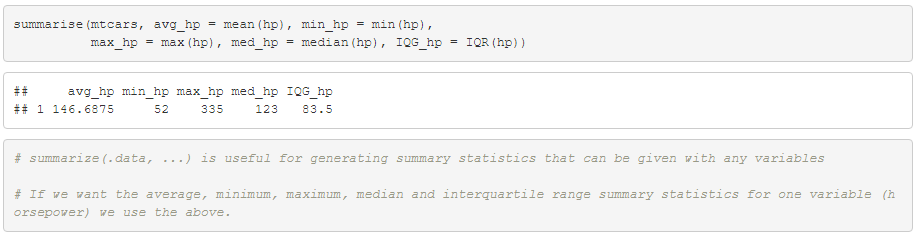 summarise(mtcars, avg_hp = mean(hp), min_hp = min(hp),
          max_hp = max(hp), med_hp = median(hp), IQG_hp = IQR(hp))
##     avg_hp min_hp max_hp med_hp IQG_hp
## 1 146.6875     52    335    123   83.5
# summarize(.data, ...) is useful for generating summary statistics that can be given with any variables
# If we want the average, minimum, maximum, median and interquartile range summary statistics for one variable (h
orsepower) we use the above.